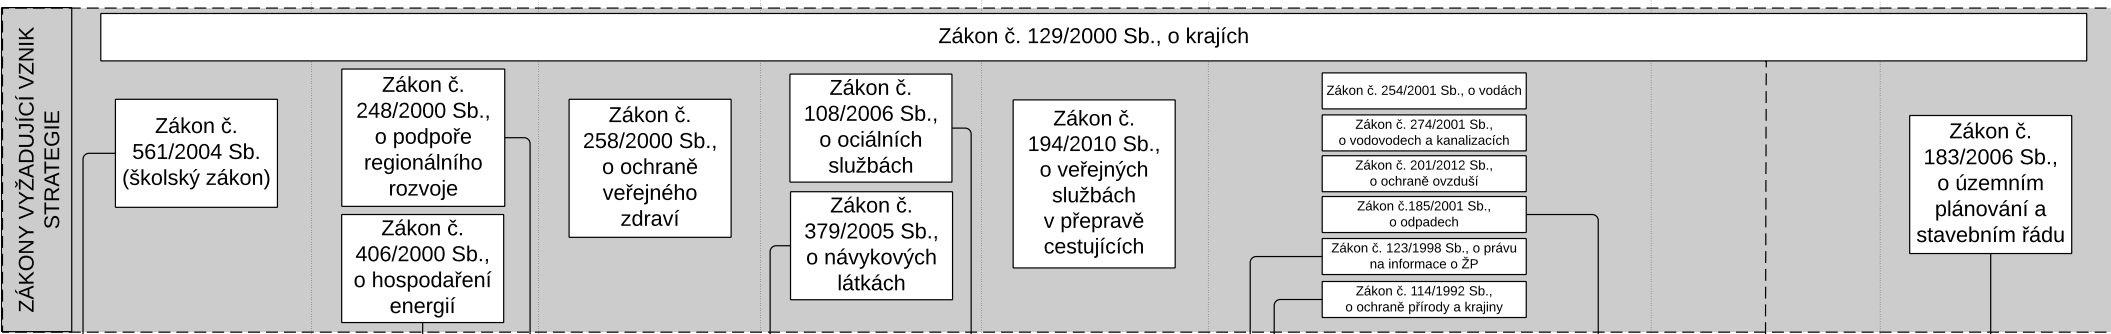 ZÁKONY VYŽADUJÍCÍ VZNIK
STRATEGIE
Zákon č. 129/2000 Sb., o krajích
Zákon č.
561/2004 Sb.
(školský zákon)
Zákon č.
248/2000 Sb.,
o podpoře
regionálního
rozvoje
Zákon č.
406/2000 Sb.,
o hospodaření
energií
Zákon č.
258/2000 Sb.,
o ochraně
veřejného
zdraví
Zákon č.
108/2006 Sb.,
o ociálních
službách
Zákon č.
379/2005 Sb.,
o návykových
látkách
Zákon č.
194/2010 Sb.,
o veřejných
službách
v přepravě
cestujících
Zákon č. 254/2001 Sb., o vodách
Zákon č. 274/2001 Sb.,
o vodovodech a kanalizacích
Zákon č. 201/2012 Sb.,
o ochraně ovzduší
Zákon č.185/2001 Sb.,
o odpadech
Zákon č. 123/1998 Sb., o právu
na informace o ŽP
Zákon č. 114/1992 Sb.,
o ochraně přírody a krajiny
Zákon č.
183/2006 Sb.,
o územním
plánování a
stavebním řádu